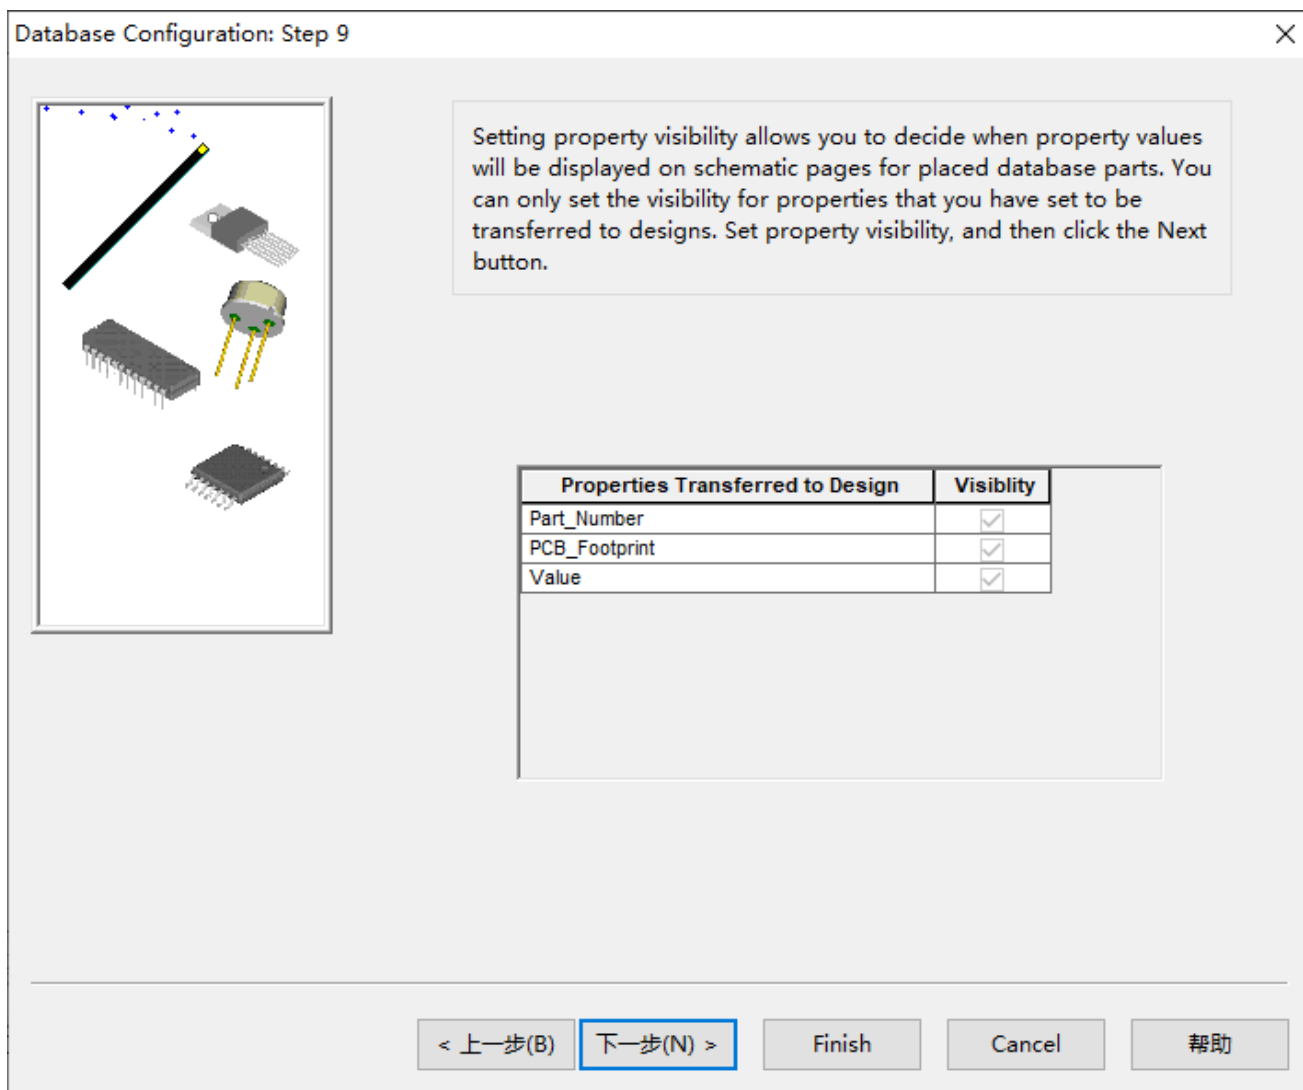 Database Configuration: Step 9
Setting property visibility allows you to decide when property values
will be displayed on schematic pages for placed database parts. You
can only set the visibility for properties that you have set to be
transferred to designs. Set property visibility, and then click the Next
button.
Properties Transferred to Design Visiblity
Part_Number
PCB_Footprint
Value
< 上一步(B) 下一步(N) > Finish Cancel 帮助